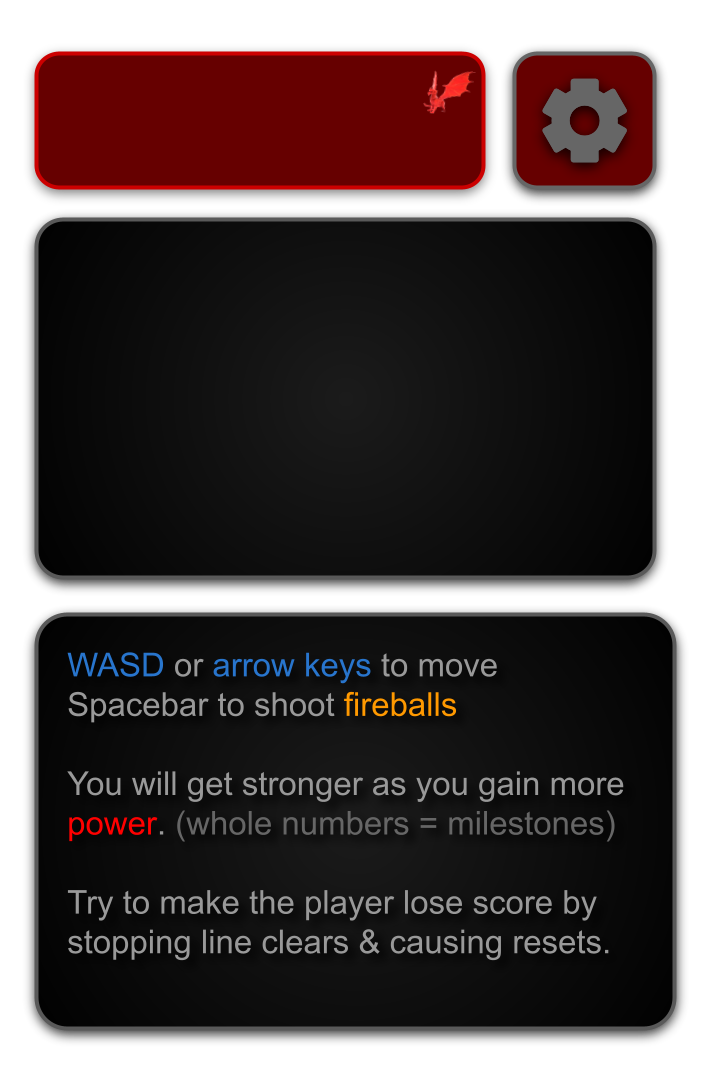 WASD or arrow keys to move
Spacebar to shoot fireballs
You will get stronger as you gain more
power. (whole numbers = milestones)
Try to make the player lose score by
stopping line clears & causing resets.